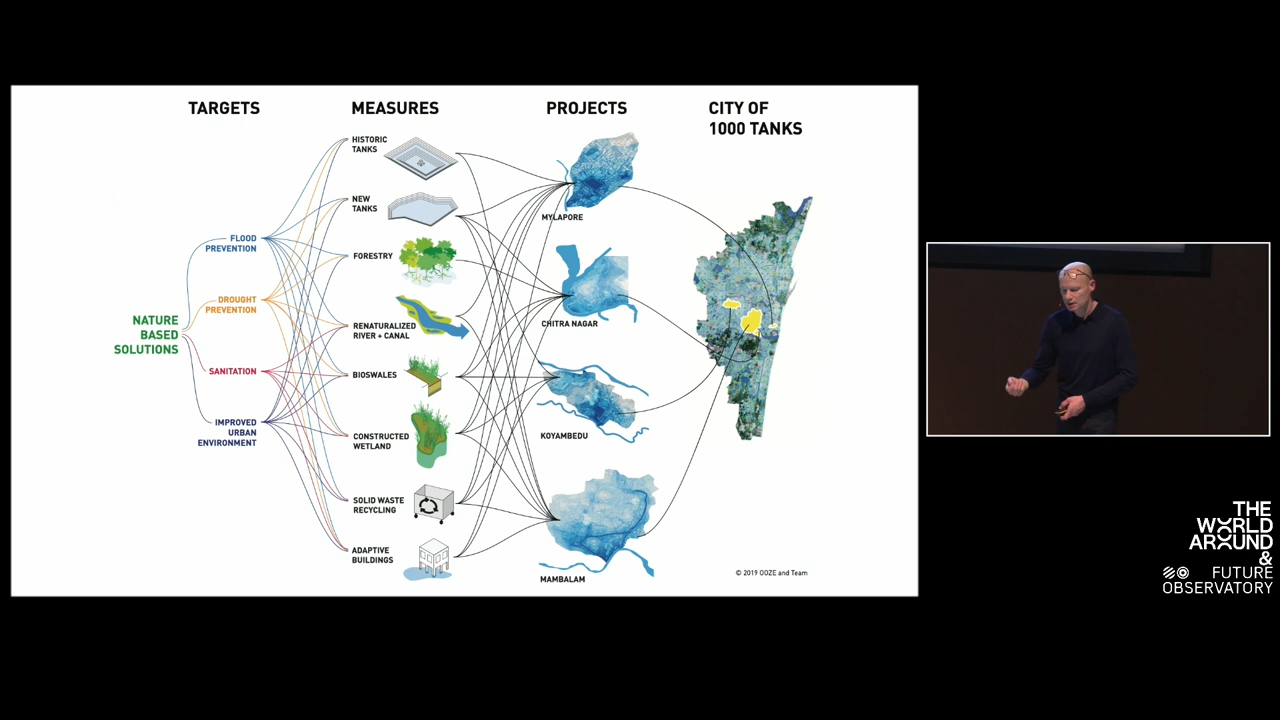 TARGETS
MEASURES
PROJECTS
CITY OF
1000 TANKS
NATURE
BASED
SOLUTIONS
FLOOD
PREVENTION
DROUGHT
PREVENTION
SANITATION
IMPROVED
URBAN
ENVIRONMENT
HISTORIC
TANKS
NEW
TANKS
FORESTRY
RENATURALIZED
RIVER + CANAL
BIOSWALES
CONSTRUCTED
WETLAND
SOLID WASTE
RECYCLING
ADAPTIVE
BUILDINGS
MYLAPORE
CHITRA NAGAR
KOYAMBEDU
MAMBALAM
© 2019 OOZE and Team
THE
WORLD
AROUND
&
FUTURE
OBSERVATORY